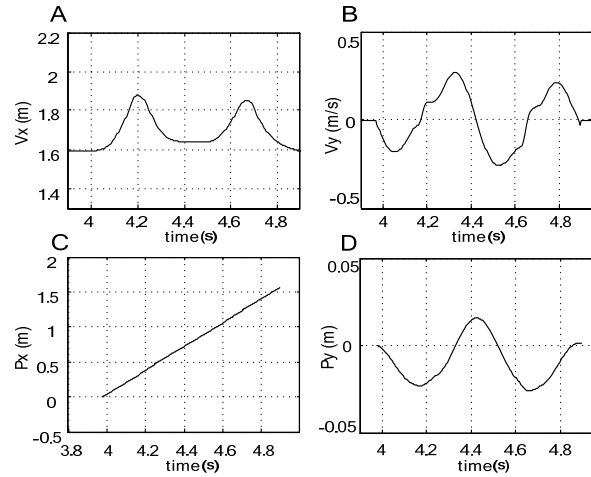 A
2.2
2
1.8
1.6
1.4
Vx (m)
4 4.2 4.4 4.6 4.8
time(s)
B
0.5
0
-0.5
Vy (m/s)
4 4.2 4.4 4.6 4.8
time(s)
C
2
1.5
1
0.5
0
-0.5
Px (m)
3.8 4 4.2 4.4 4.6 4.8
time(s)
D
0.05
0
-0.05
Py (m)
4 4.2 4.4 4.6 4.8
time(s)